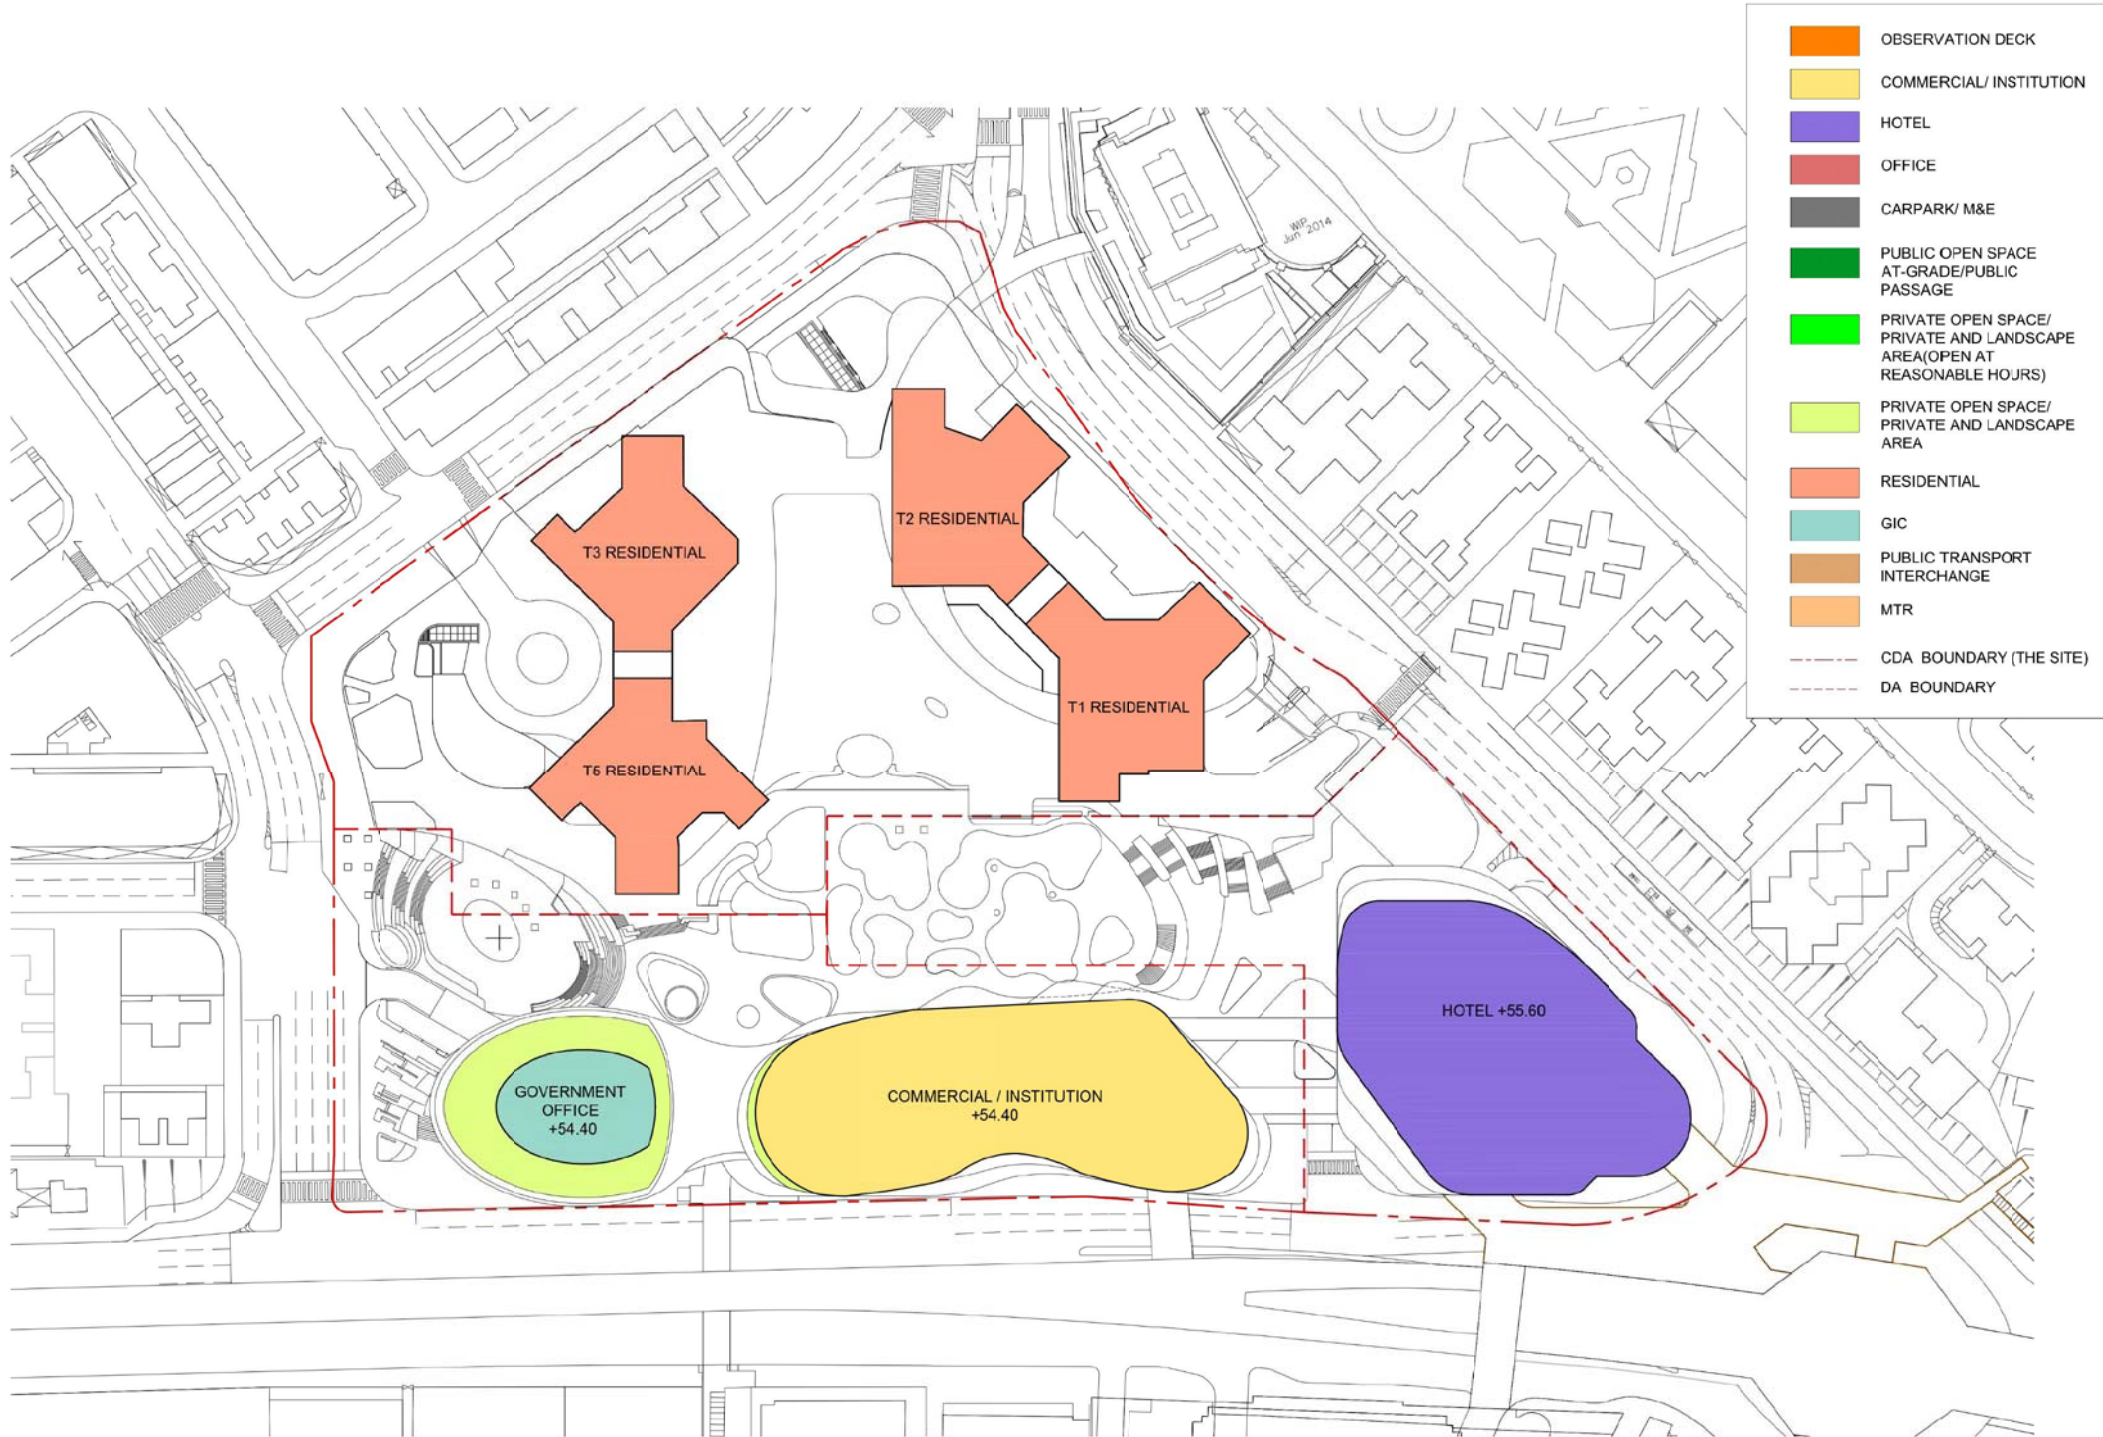 OBSERVATION DECK
COMMERCIAL/ INSTITUTION
HOTEL
OFFICE
CARPARK/ M&E
PUBLIC OPEN SPACE
AT-GRADE/PUBLIC
PASSAGE
PRIVATE OPEN SPACE/
PRIVATE AND LANDSCAPE
AREA(OPEN AT
REASONABLE HOURS)
PRIVATE OPEN SPACE/
PRIVATE AND LANDSCAPE
AREA
RESIDENTIAL
GIC
PUBLIC TRANSPORT
INTERCHANGE
MTR
CDA BOUNDARY (THE SITE)
DA BOUNDARY
WIP
Jun 2014
T2 RESIDENTIAL
T3 RESIDENTIAL
T1 RESIDENTIAL
T6 RESIDENTIAL
HOTEL +55.60
GOVERNMENT
OFFICE
+54.40
COMMERCIAL / INSTITUTION
+54.40